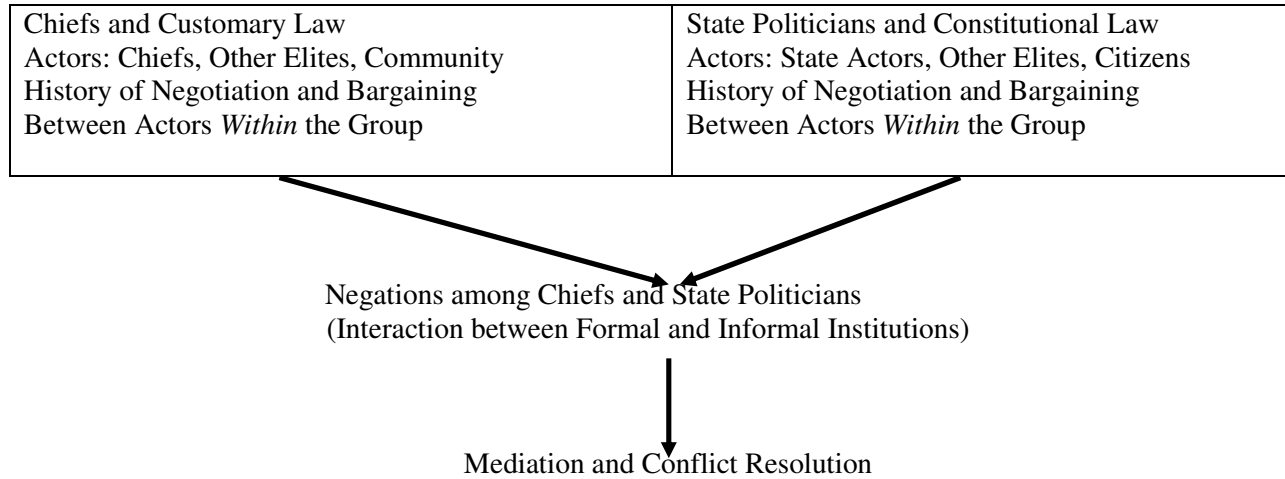 Chiefs and Customary Law
Actors: Chiefs, Other Elites, Community
History of Negotiation and Bargaining
Between Actors Within the Group
State Politicians and Constitutional Law
Actors: State Actors, Other Elites, Citizens
History of Negotiation and Bargaining
Between Actors Within the Group
Negations among Chiefs and State Politicians
(Interaction between Formal and Informal Institutions)
Mediation and Conflict Resolution